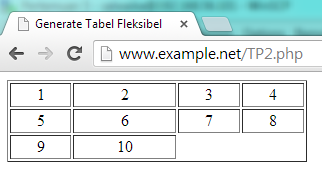 Generate Tabel Fleksibel
www.example.net/TP2.php
1 2 3 4
5 6 7 8
9 10